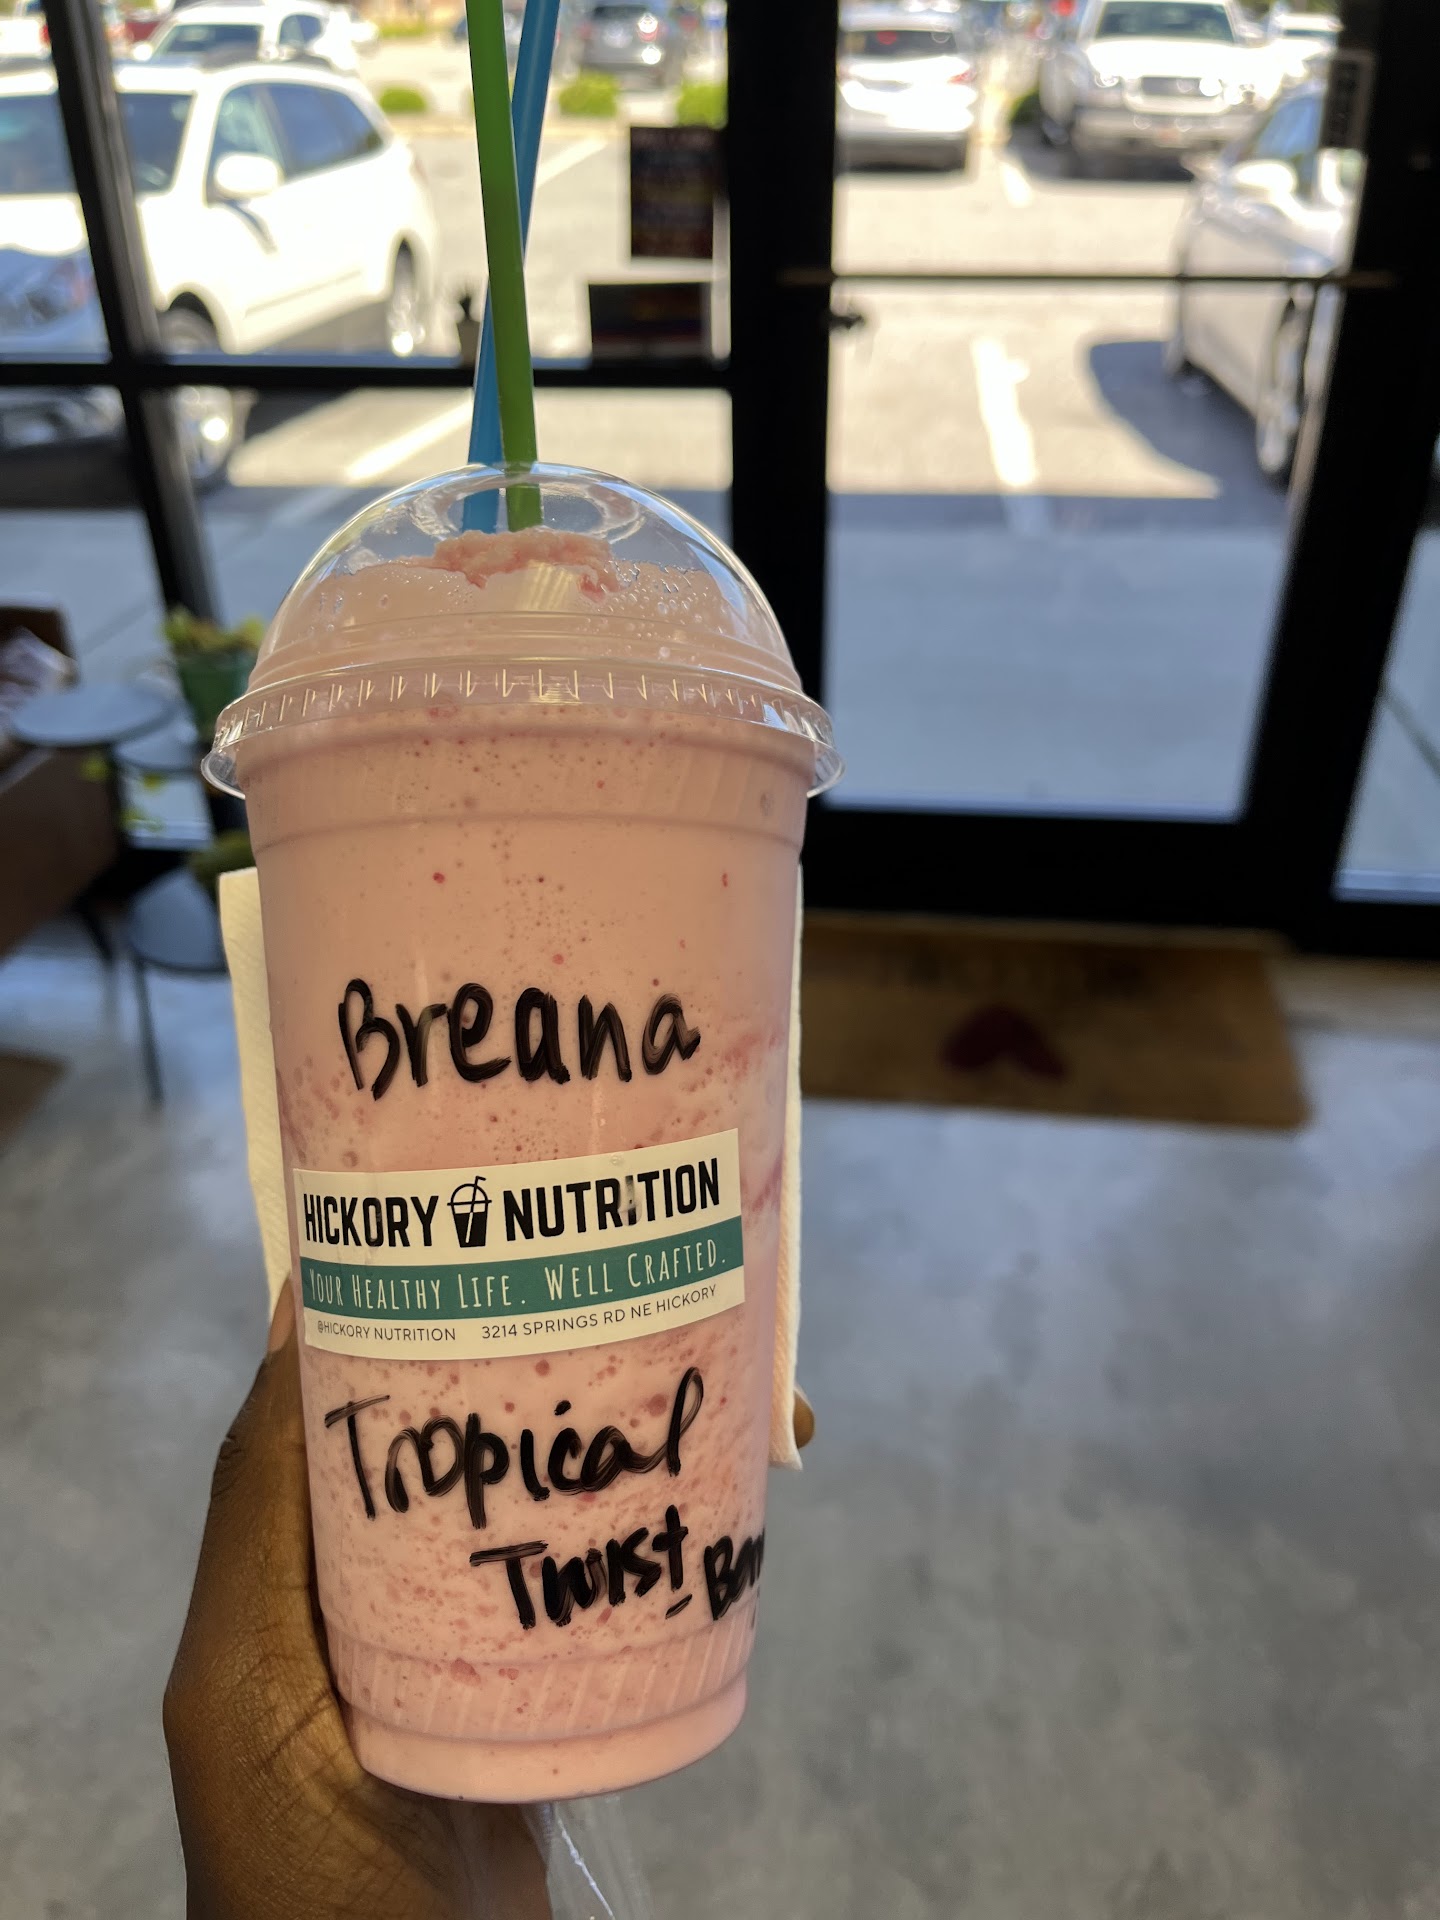 Breana
HICKORY NUTRITION
YOUR HEALTHY LIFE. WELL CRAFTED.
@HICKORY NUTRITION 3214 SPRINGS RD NE HICKORY
Tropical
Twist -